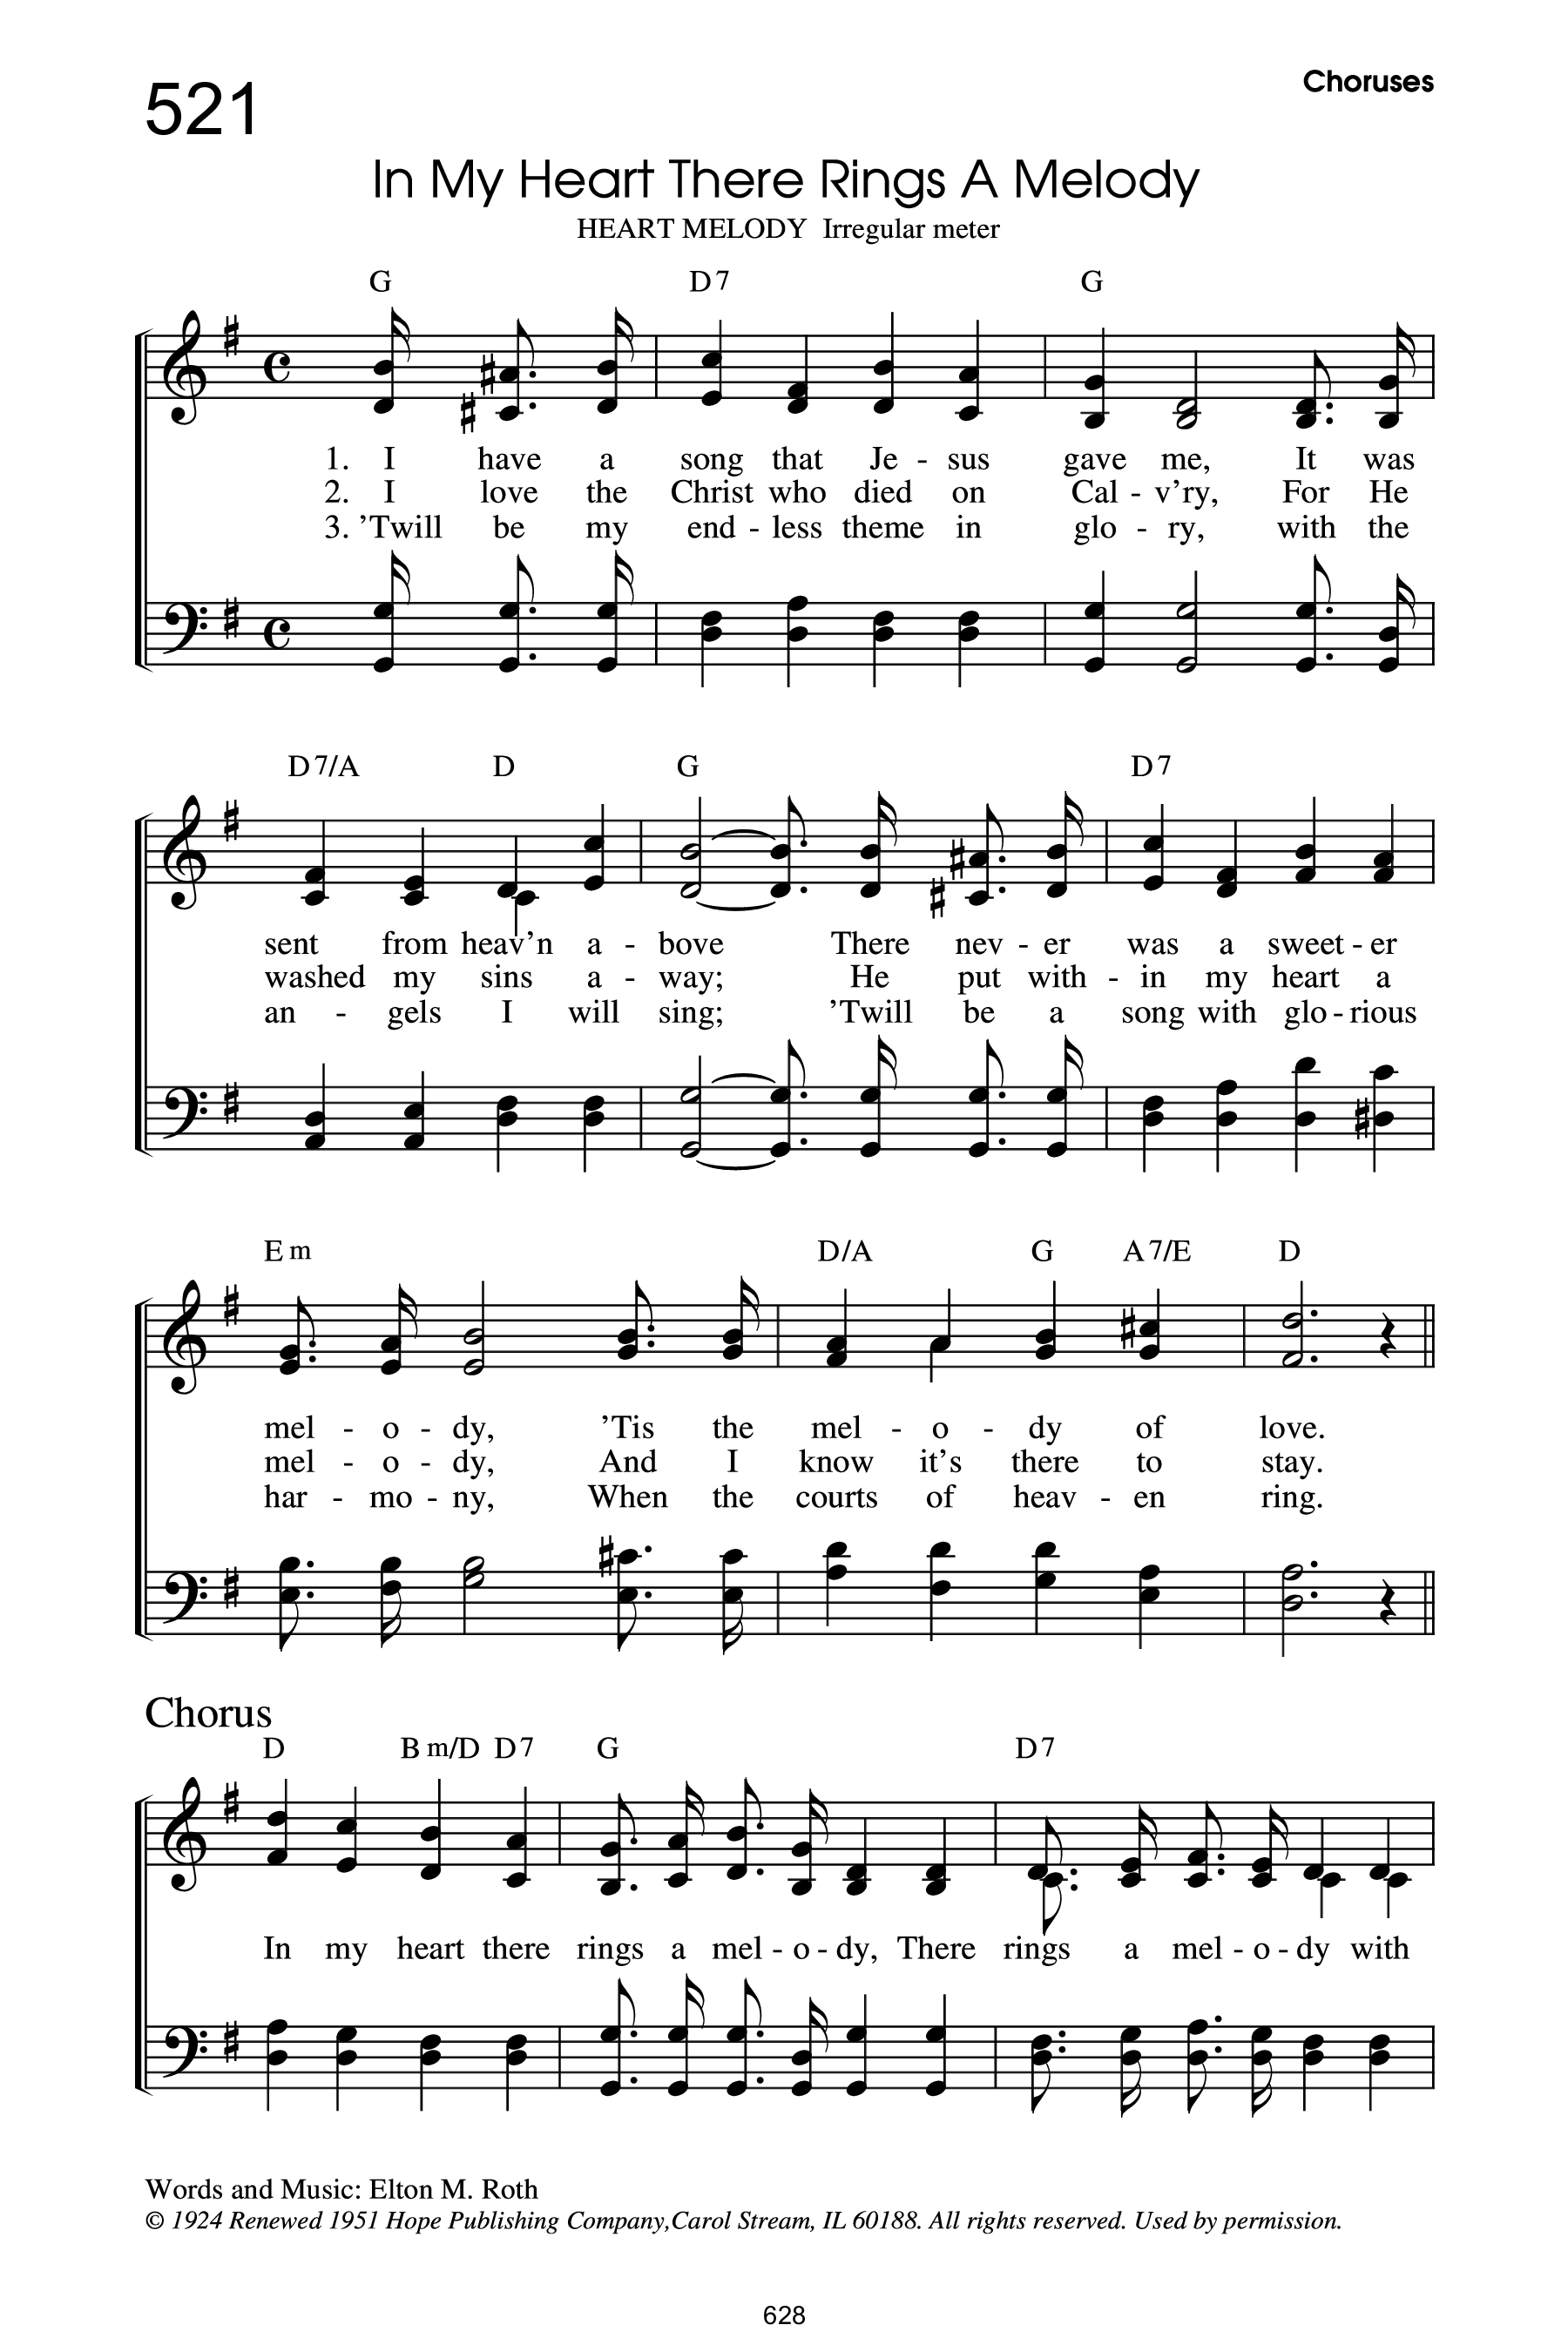 521
Choruses
In My Heart There Rings A Melody
HEART MELODY Irregular meter
G D7 G
1. I have a song that Je - sus gave me, It was
2. I love the Christ who died on Cal - v’ry, For He
3. ’Twill be my end - less theme in glo - ry, with the
D7/A D G D7
sent from heav’n a - bove There nev - er was a sweet - er
washed my sins a - way; He put with - in my heart a
an - gels I will sing; ’Twill be a song with glo - rious
Em D/A G A7/E D
mel - o - dy, ’Tis the mel - o - dy of love.
mel - o - dy, And I know it’s there to stay.
har - mo - ny, When the courts of heav - en ring.
Chorus
D Bm/D D7 G D7
In my heart there rings a mel - o - dy, There rings a mel - o - dy with
Words and Music: Elton M. Roth
© 1924 Renewed 1951 Hope Publishing Company,Carol Stream, IL 60188. All rights reserved. Used by permission.
628